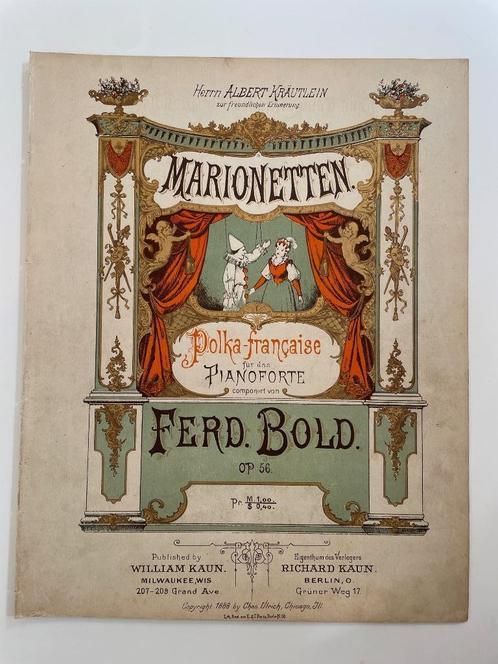 Herrn ALBERT KRÄUTLEIN
zur freundlichen Erinnerung.
MARIONETTEN.
Polka-française
für das
PIANOFORTE
componirt von
FERD. BOLD.
OP 56.
Pr. M. 1,00.
$ 0,40.
Published by
WILLIAM KAUN.
MILWAUKEE, WIS
207-209 Grand Ave.
Eigenthum des Verlegers
RICHARD KAUN.
BERLIN, O.
Grüner Weg 17.
Copyright 1888 by Chas. Ulrich, Chicago, Ill.